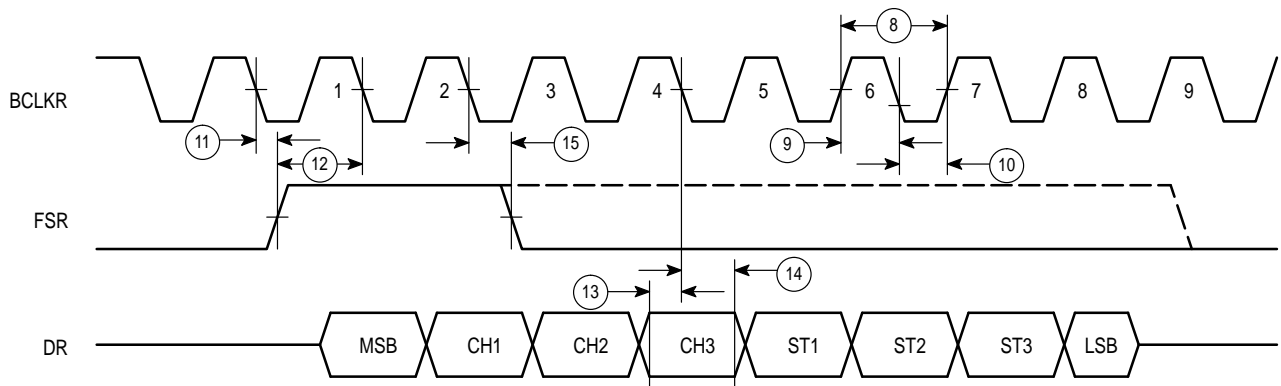 8
BCLKR 1 2 3 4 5 6 7 8 9
11 12 15 9 10
FSR
13 14
DR MSB CH1 CH2 CH3 ST1 ST2 ST3 LSB